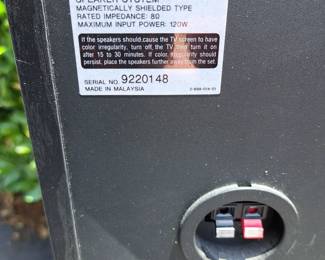 SPEAKER SYSTEM
MAGNETICALLY SHIELDED TYPE
RATED IMPEDANCE: 8Ω
MAXIMUM INPUT POWER: 120W
If the speakers should cause the TV screen to have
color irregularity, turn off the TV then turn it on
after 15 to 30 minutes. If color irregularity should
persist, place the speakers further away from the set.
SERIAL NO. 9220148
MADE IN MALAYSIA